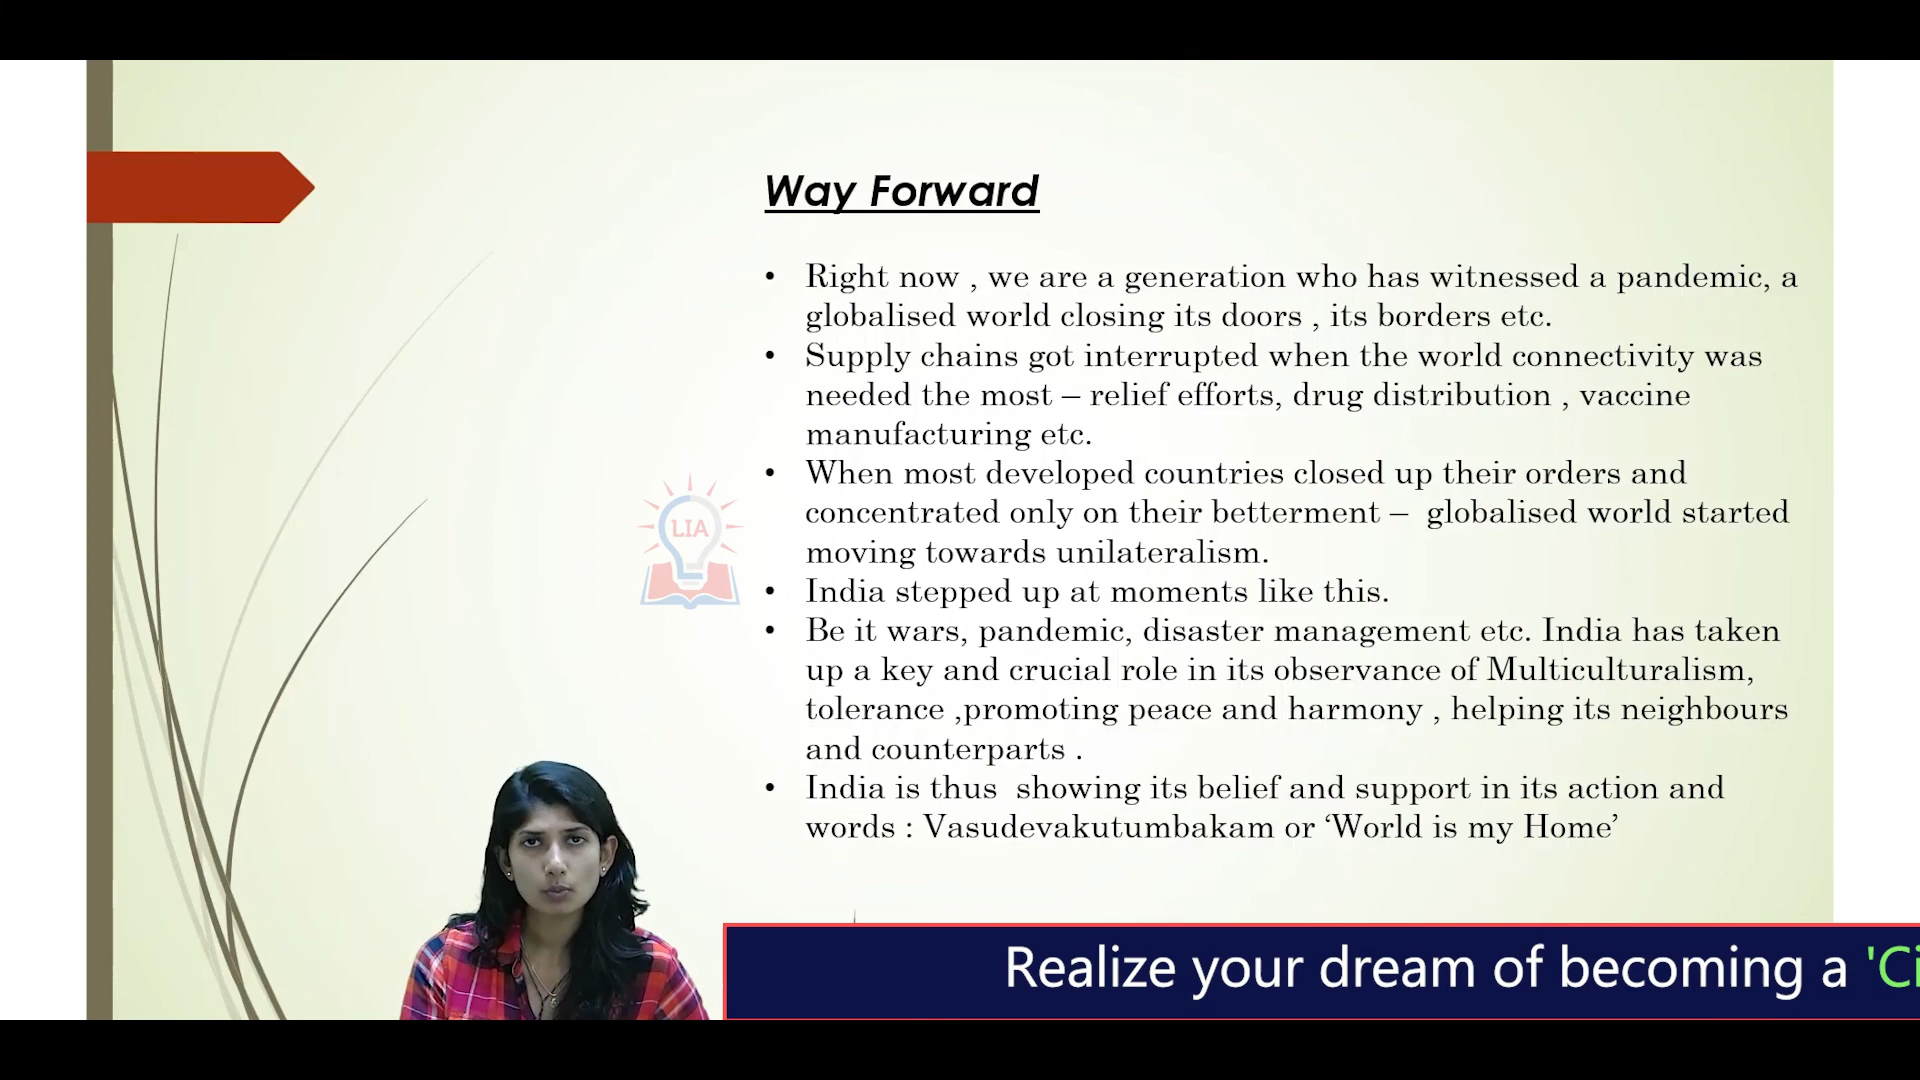 Way Forward
• Right now , we are a generation who has witnessed a pandemic, a
globalised world closing its doors , its borders etc.
• Supply chains got interrupted when the world connectivity was
needed the most – relief efforts, drug distribution , vaccine
manufacturing etc.
• When most developed countries closed up their orders and
concentrated only on their betterment – globalised world started
moving towards unilateralism.
• India stepped up at moments like this.
• Be it wars, pandemic, disaster management etc. India has taken
up a key and crucial role in its observance of Multiculturalism,
tolerance ,promoting peace and harmony , helping its neighbours
and counterparts .
• India is thus showing its belief and support in its action and
words : Vasudevakutumbakam or ‘World is my Home’
LIA
Realize your dream of becoming a 'Ci